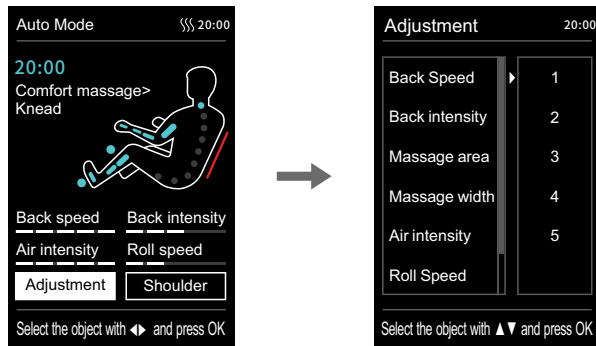 Auto Mode 20:00
20:00
Comfort massage>
Knead
Back speed Back intensity
Air intensity Roll speed
Adjustment Shoulder
Select the object with ◀▶ and press OK
Adjustment 20:00
Back Speed 1
Back intensity 2
Massage area 3
Massage width 4
Air intensity 5
Roll Speed
Select the object with ▲▼ and press OK